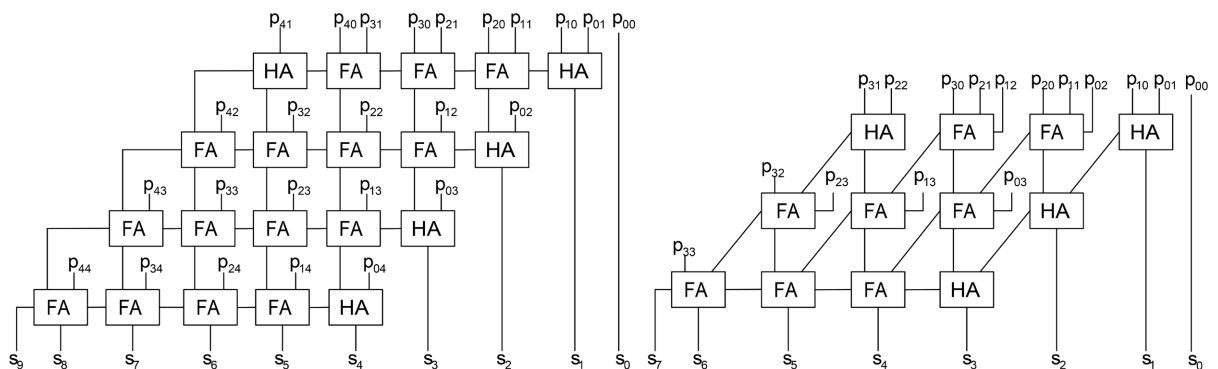 p41 p40 p31 p30 p21 p20 p11 p10 p01 p00
HA FA FA FA HA
p42 p32 p22 p12 p02
FA FA FA FA HA
p43 p33 p23 p13 p03
FA FA FA FA HA
p44 p34 p24 p14 p04
FA FA FA FA HA
s9 s8 s7 s6 s5 s4 s3 s2 s1 s0
p31 p22 p30 p21 p12 p20 p11 p02 p10 p01 p00
HA FA FA HA
p32 p23 p13 p03
FA FA FA HA
p33
FA FA FA HA
s7 s6 s5 s4 s3 s2 s1 s0